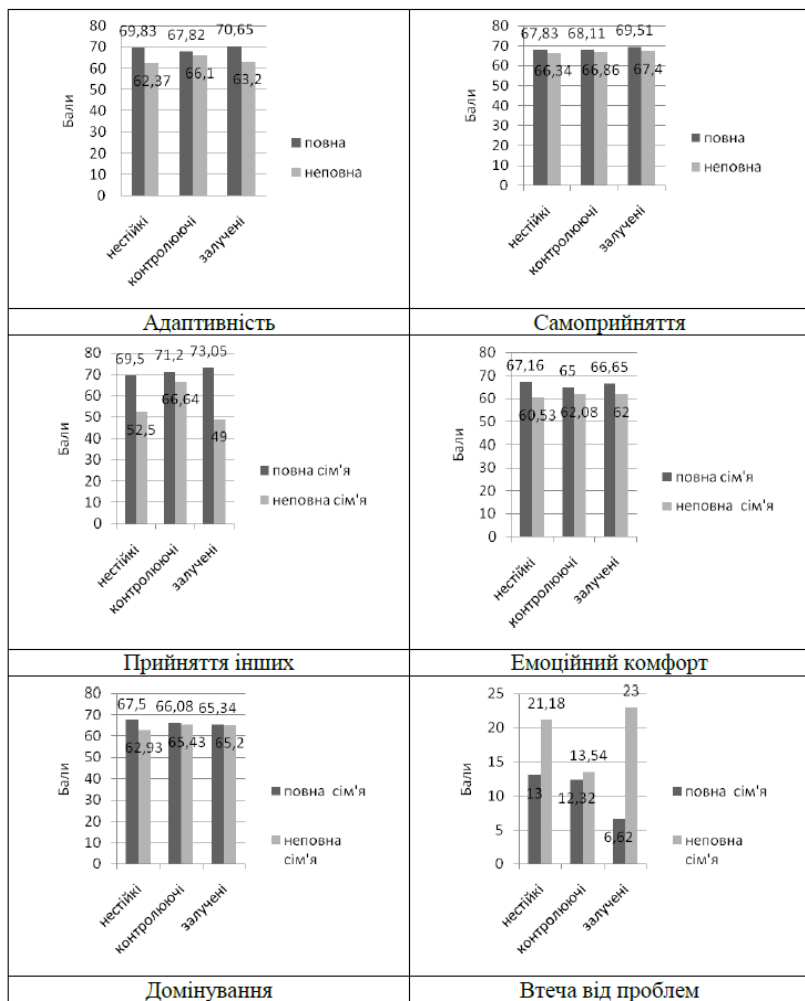 69,83 67,82 70,65
80
70
60
50
40
30
20
10
0
62,37 66,1 63,2
Бали
повна
неповна
нестійкі
контролюючі
залучені
Адаптивність
67,83 68,11 69,51
80
70
60
50
40
30
20
10
0
66,34 66,86 67,4
Бали
повна
неповна
нестійкі
контролюючі
залучені
Самоприйняття
69,5 71,2 73,05
80
70
60
50
40
30
20
10
0
52,5 66,64 49
Бали
повна сім'я
неповна сім'я
нестійкі
контролюючі
залучені
Прийняття інших
67,16 65 66,65
80
70
60
50
40
30
20
10
0
60,53 62,08 62
Бали
повна сім'я
неповна сім'я
нестійкі
контролюючі
залучені
Емоційний комфорт
67,5 66,08 65,34
80
70
60
50
40
30
20
10
0
62,93 65,43 65,2
Бали
повна сім'я
неповна
сім'я
нестійкі
контролюючі
залучені
Домінування
21,18 13,54 23
25
20
15
10
5
0
13 12,32 6,62
Бали
повна сім'я
неповна
сім'я
нестійкі
контролюючі
залучені
Втеча від проблем